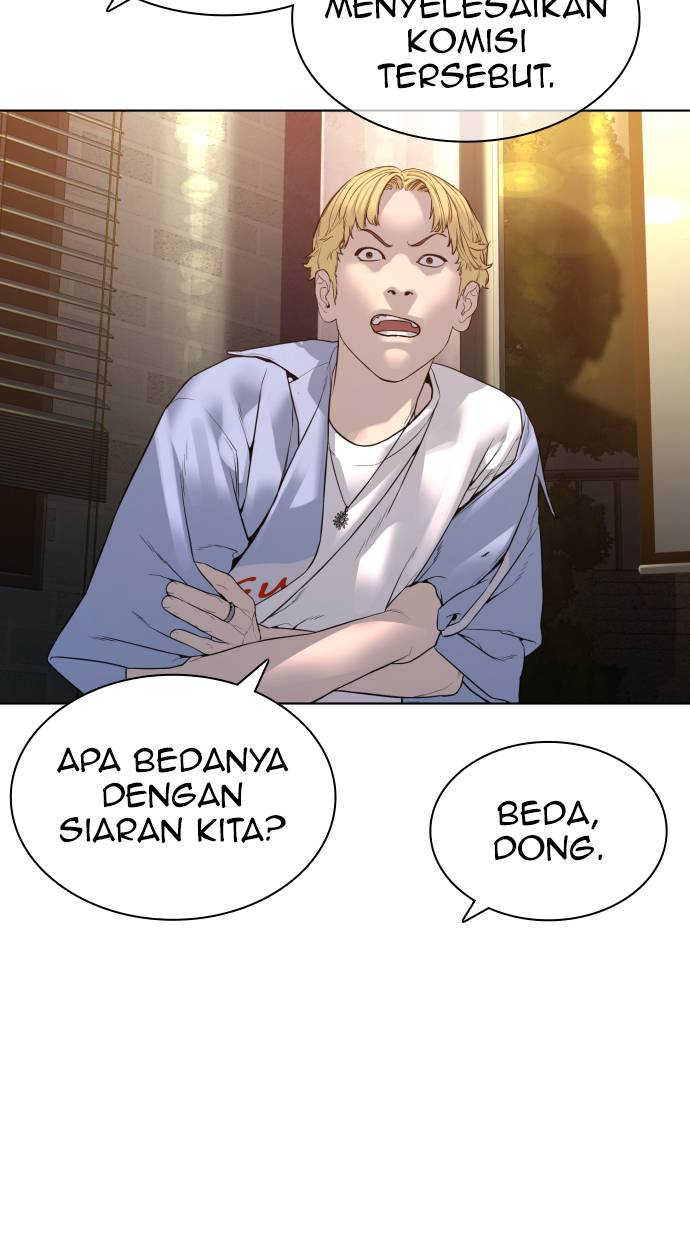 MENYELESAIKAN
KOMISI
TERSEBUT.
APA BEDANYA
DENGAN
SIARAN KITA?
BEDA,
DONG.